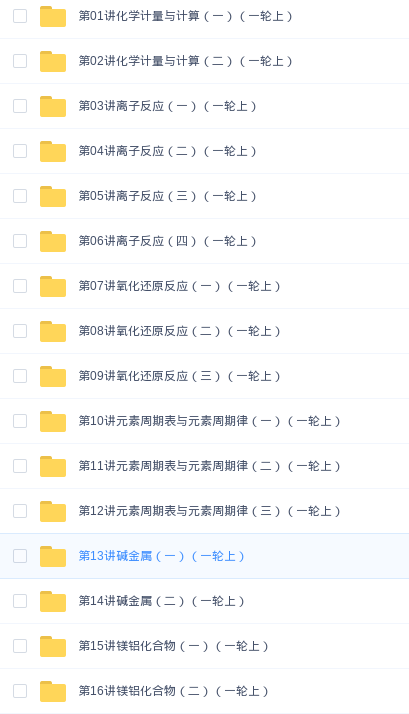 第01讲化学计量与计算（一）（一轮上）
第02讲化学计量与计算（二）（一轮上）
第03讲离子反应（一）（一轮上）
第04讲离子反应（二）（一轮上）
第05讲离子反应（三）（一轮上）
第06讲离子反应（四）（一轮上）
第07讲氧化还原反应（一）（一轮上）
第08讲氧化还原反应（二）（一轮上）
第09讲氧化还原反应（三）（一轮上）
第10讲元素周期表与元素周期律（一）（一轮上）
第11讲元素周期表与元素周期律（二）（一轮上）
第12讲元素周期表与元素周期律（三）（一轮上）
第13讲碱金属（一）（一轮上）
第14讲碱金属（二）（一轮上）
第15讲镁铝化合物（一）（一轮上）
第16讲镁铝化合物（二）（一轮上）